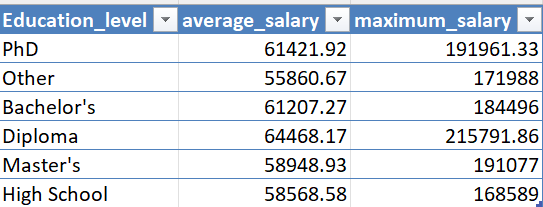 Education_level average_salary maximum_salary
PhD 61421.92 191961.33
Other 55860.67 171988
Bachelor's 61207.27 184496
Diploma 64468.17 215791.86
Master's 58948.93 191077
High School 58568.58 168589